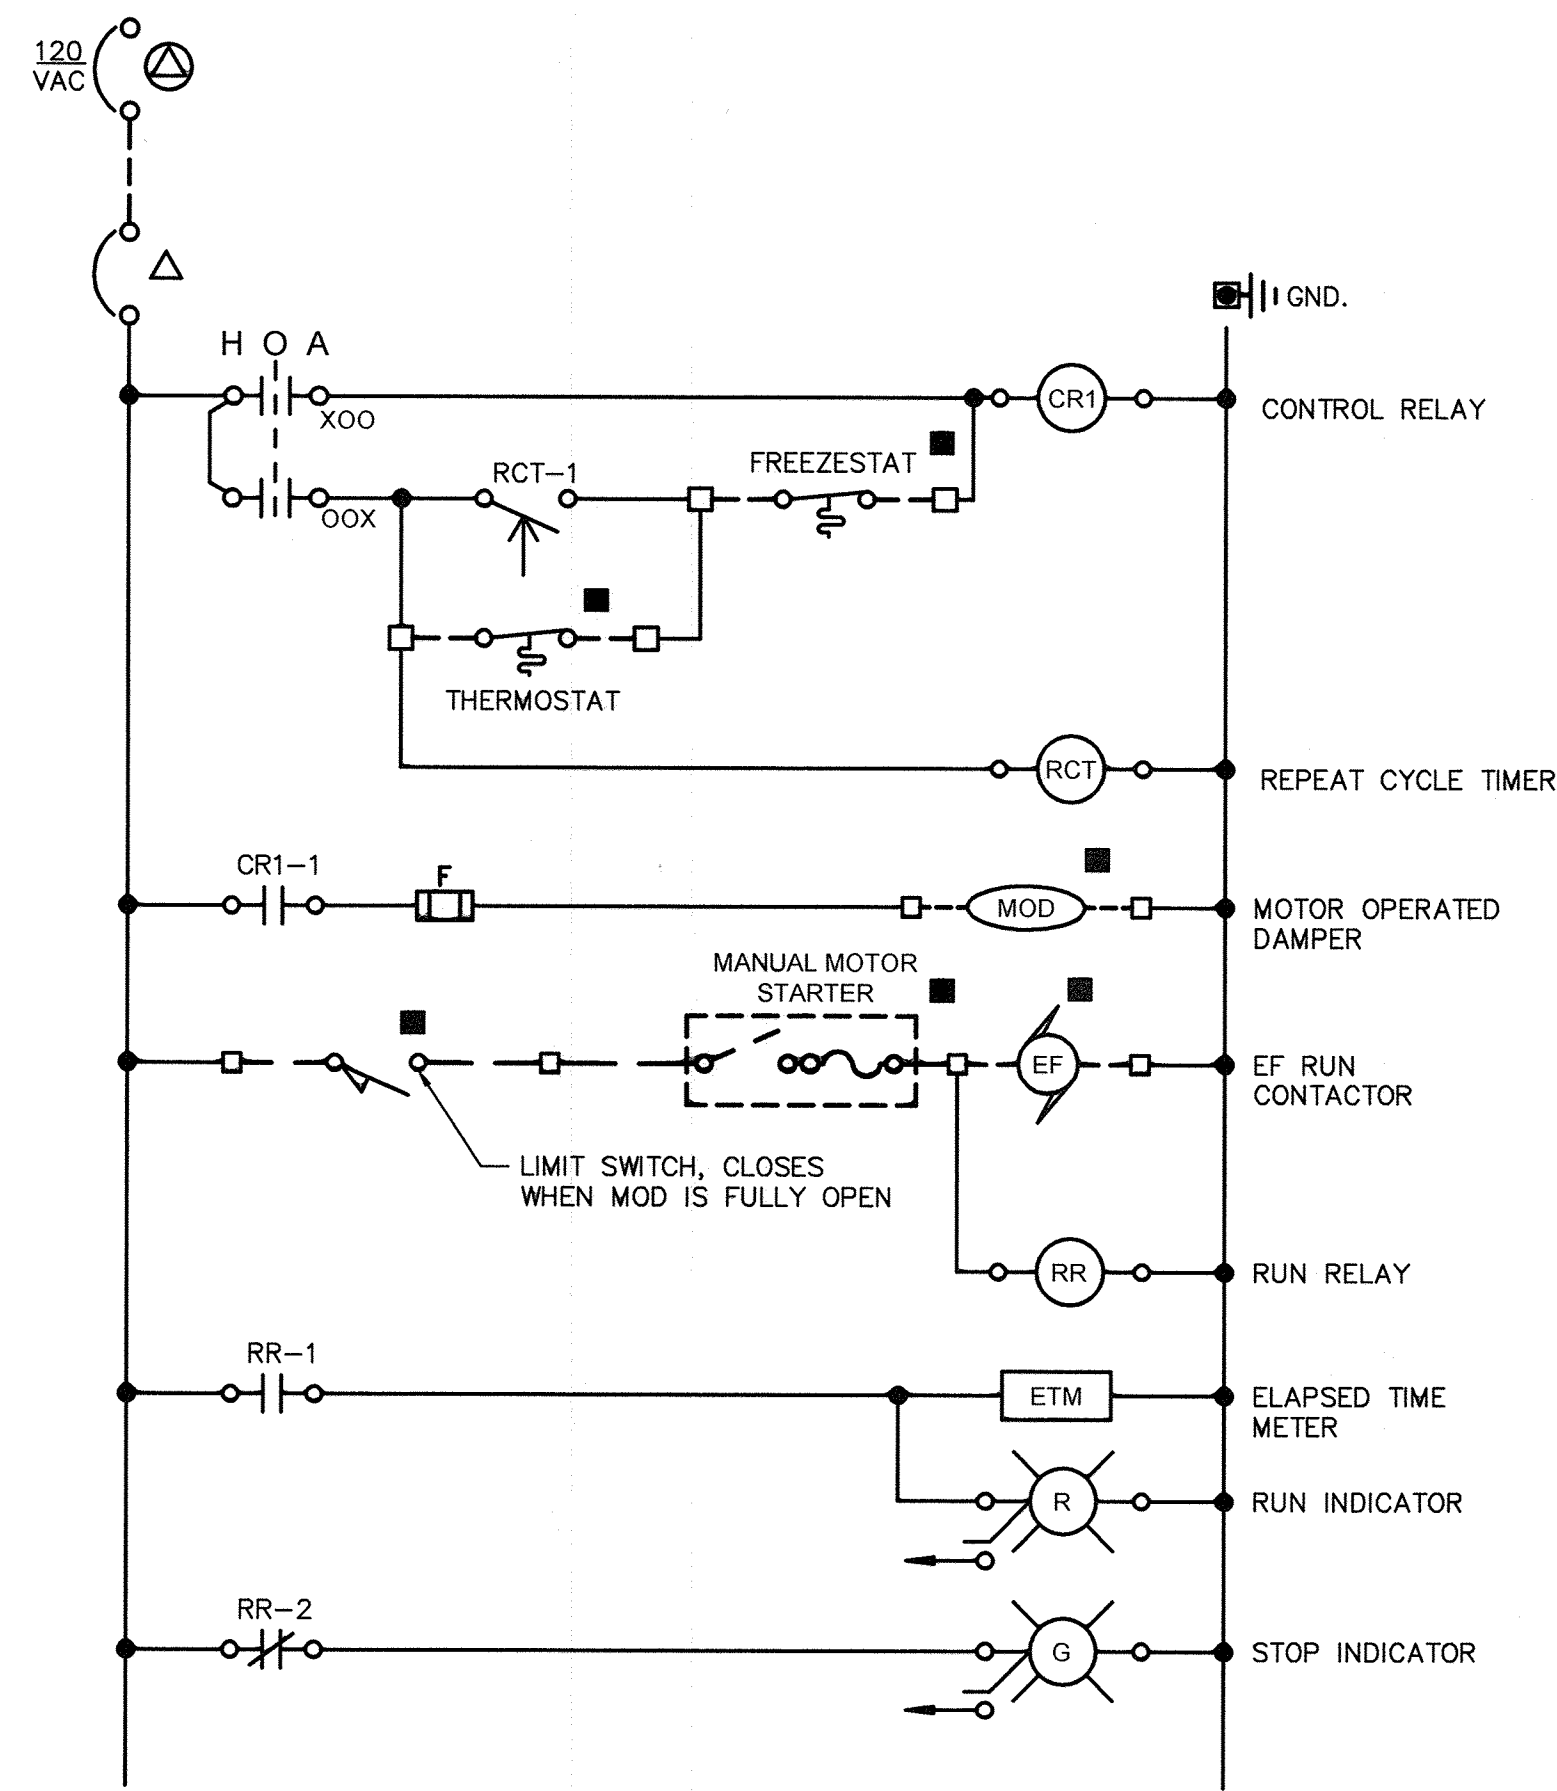 120
VAC
GND.
H O A
XOO
CR1
CONTROL RELAY
RCT-1
FREEZESTAT
OOX
THERMOSTAT
RCT
REPEAT CYCLE TIMER
CR1-1
F
MOD
MOTOR OPERATED
DAMPER
MANUAL MOTOR
STARTER
EF
EF RUN
CONTACTOR
LIMIT SWITCH, CLOSES
WHEN MOD IS FULLY OPEN
RR
RUN RELAY
RR-1
ETM
ELAPSED TIME
METER
R
RUN INDICATOR
RR-2
G
STOP INDICATOR